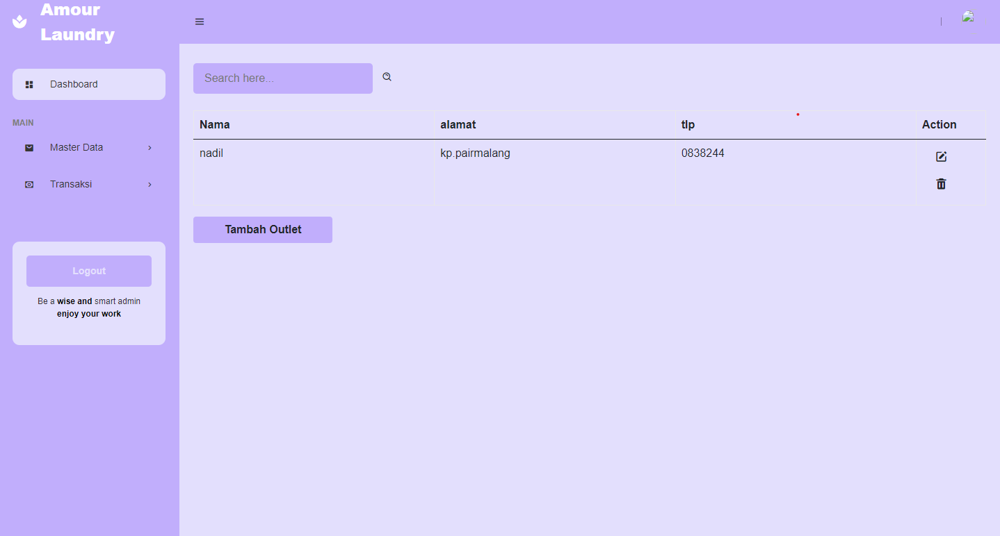 Amour
Laundry
Dashboard
MAIN
Master Data
Transaksi
Logout
Be a wise and smart admin
enjoy your work
Search here...
Nama alamat tlp Action
nadil kp.pairmalang 0838244
Tambah Outlet